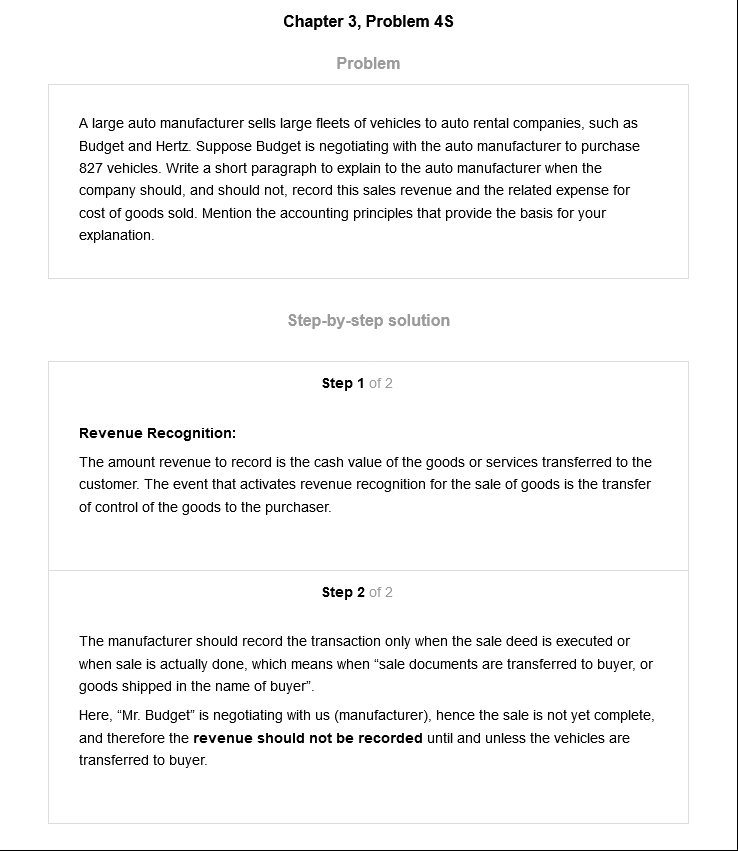 Chapter 3, Problem 4S
Problem
A large auto manufacturer sells large fleets of vehicles to auto rental companies, such as
Budget and Hertz. Suppose Budget is negotiating with the auto manufacturer to purchase
827 vehicles. Write a short paragraph to explain to the auto manufacturer when the
company should, and should not, record this sales revenue and the related expense for
cost of goods sold. Mention the accounting principles that provide the basis for your
explanation.
Step-by-step solution
Step 1 of 2
Revenue Recognition:
The amount revenue to record is the cash value of the goods or services transferred to the
customer. The event that activates revenue recognition for the sale of goods is the transfer
of control of the goods to the purchaser.
Step 2 of 2
The manufacturer should record the transaction only when the sale deed is executed or
when sale is actually done, which means when “sale documents are transferred to buyer, or
goods shipped in the name of buyer”.
Here, “Mr. Budget” is negotiating with us (manufacturer), hence the sale is not yet complete,
and therefore the revenue should not be recorded until and unless the vehicles are
transferred to buyer.